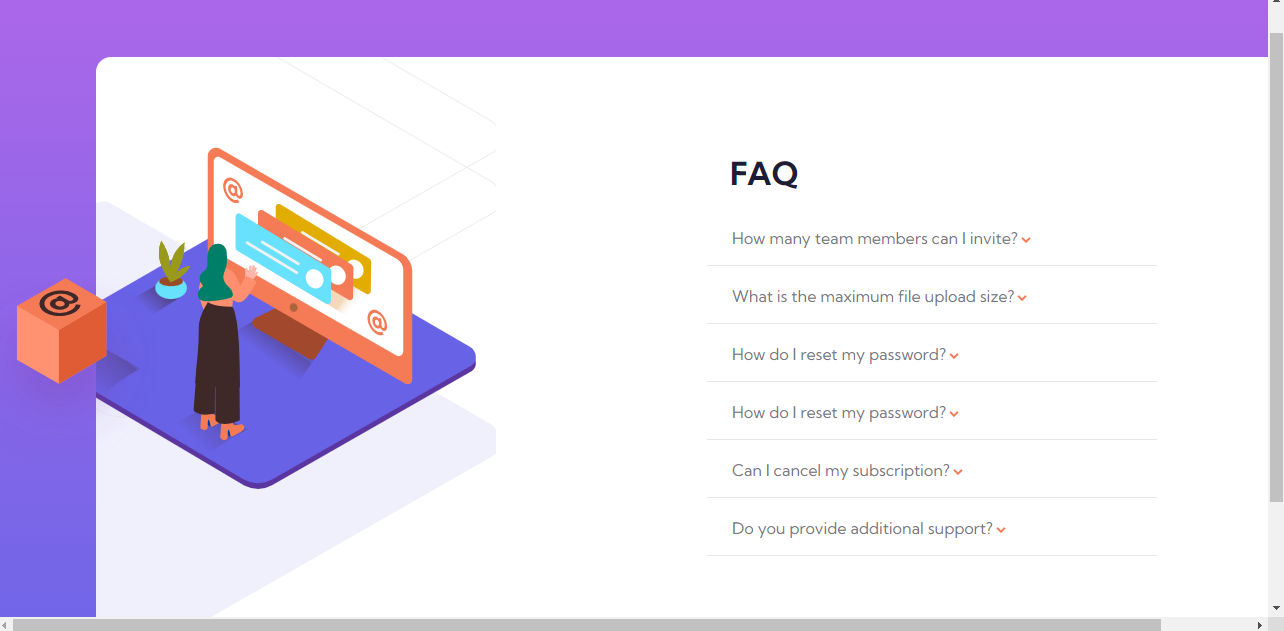 @
FAQ
How many team members can I invite?
What is the maximum file upload size?
How do I reset my password?
How do I reset my password?
Can I cancel my subscription?
Do you provide additional support?
@
@